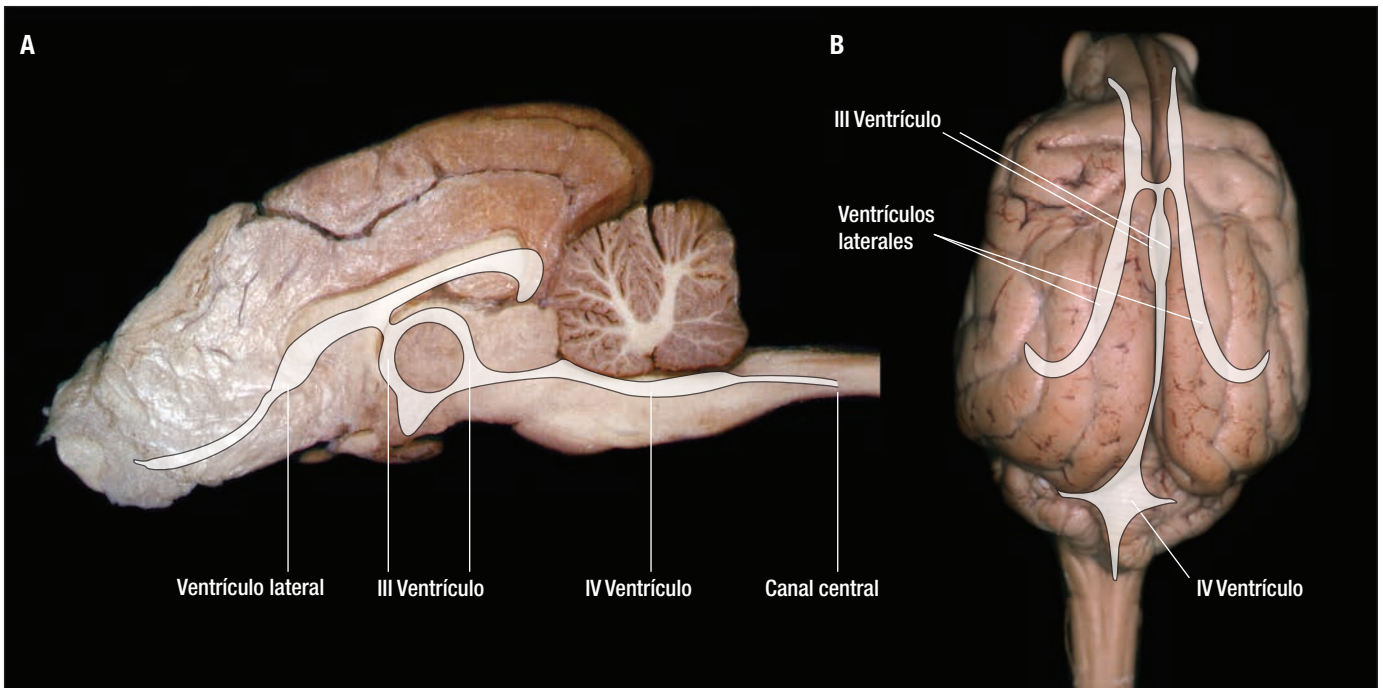 A
Ventrículo lateral
III Ventrículo
IV Ventrículo
Canal central
B
III Ventrículo
Ventrículos
laterales
IV Ventrículo